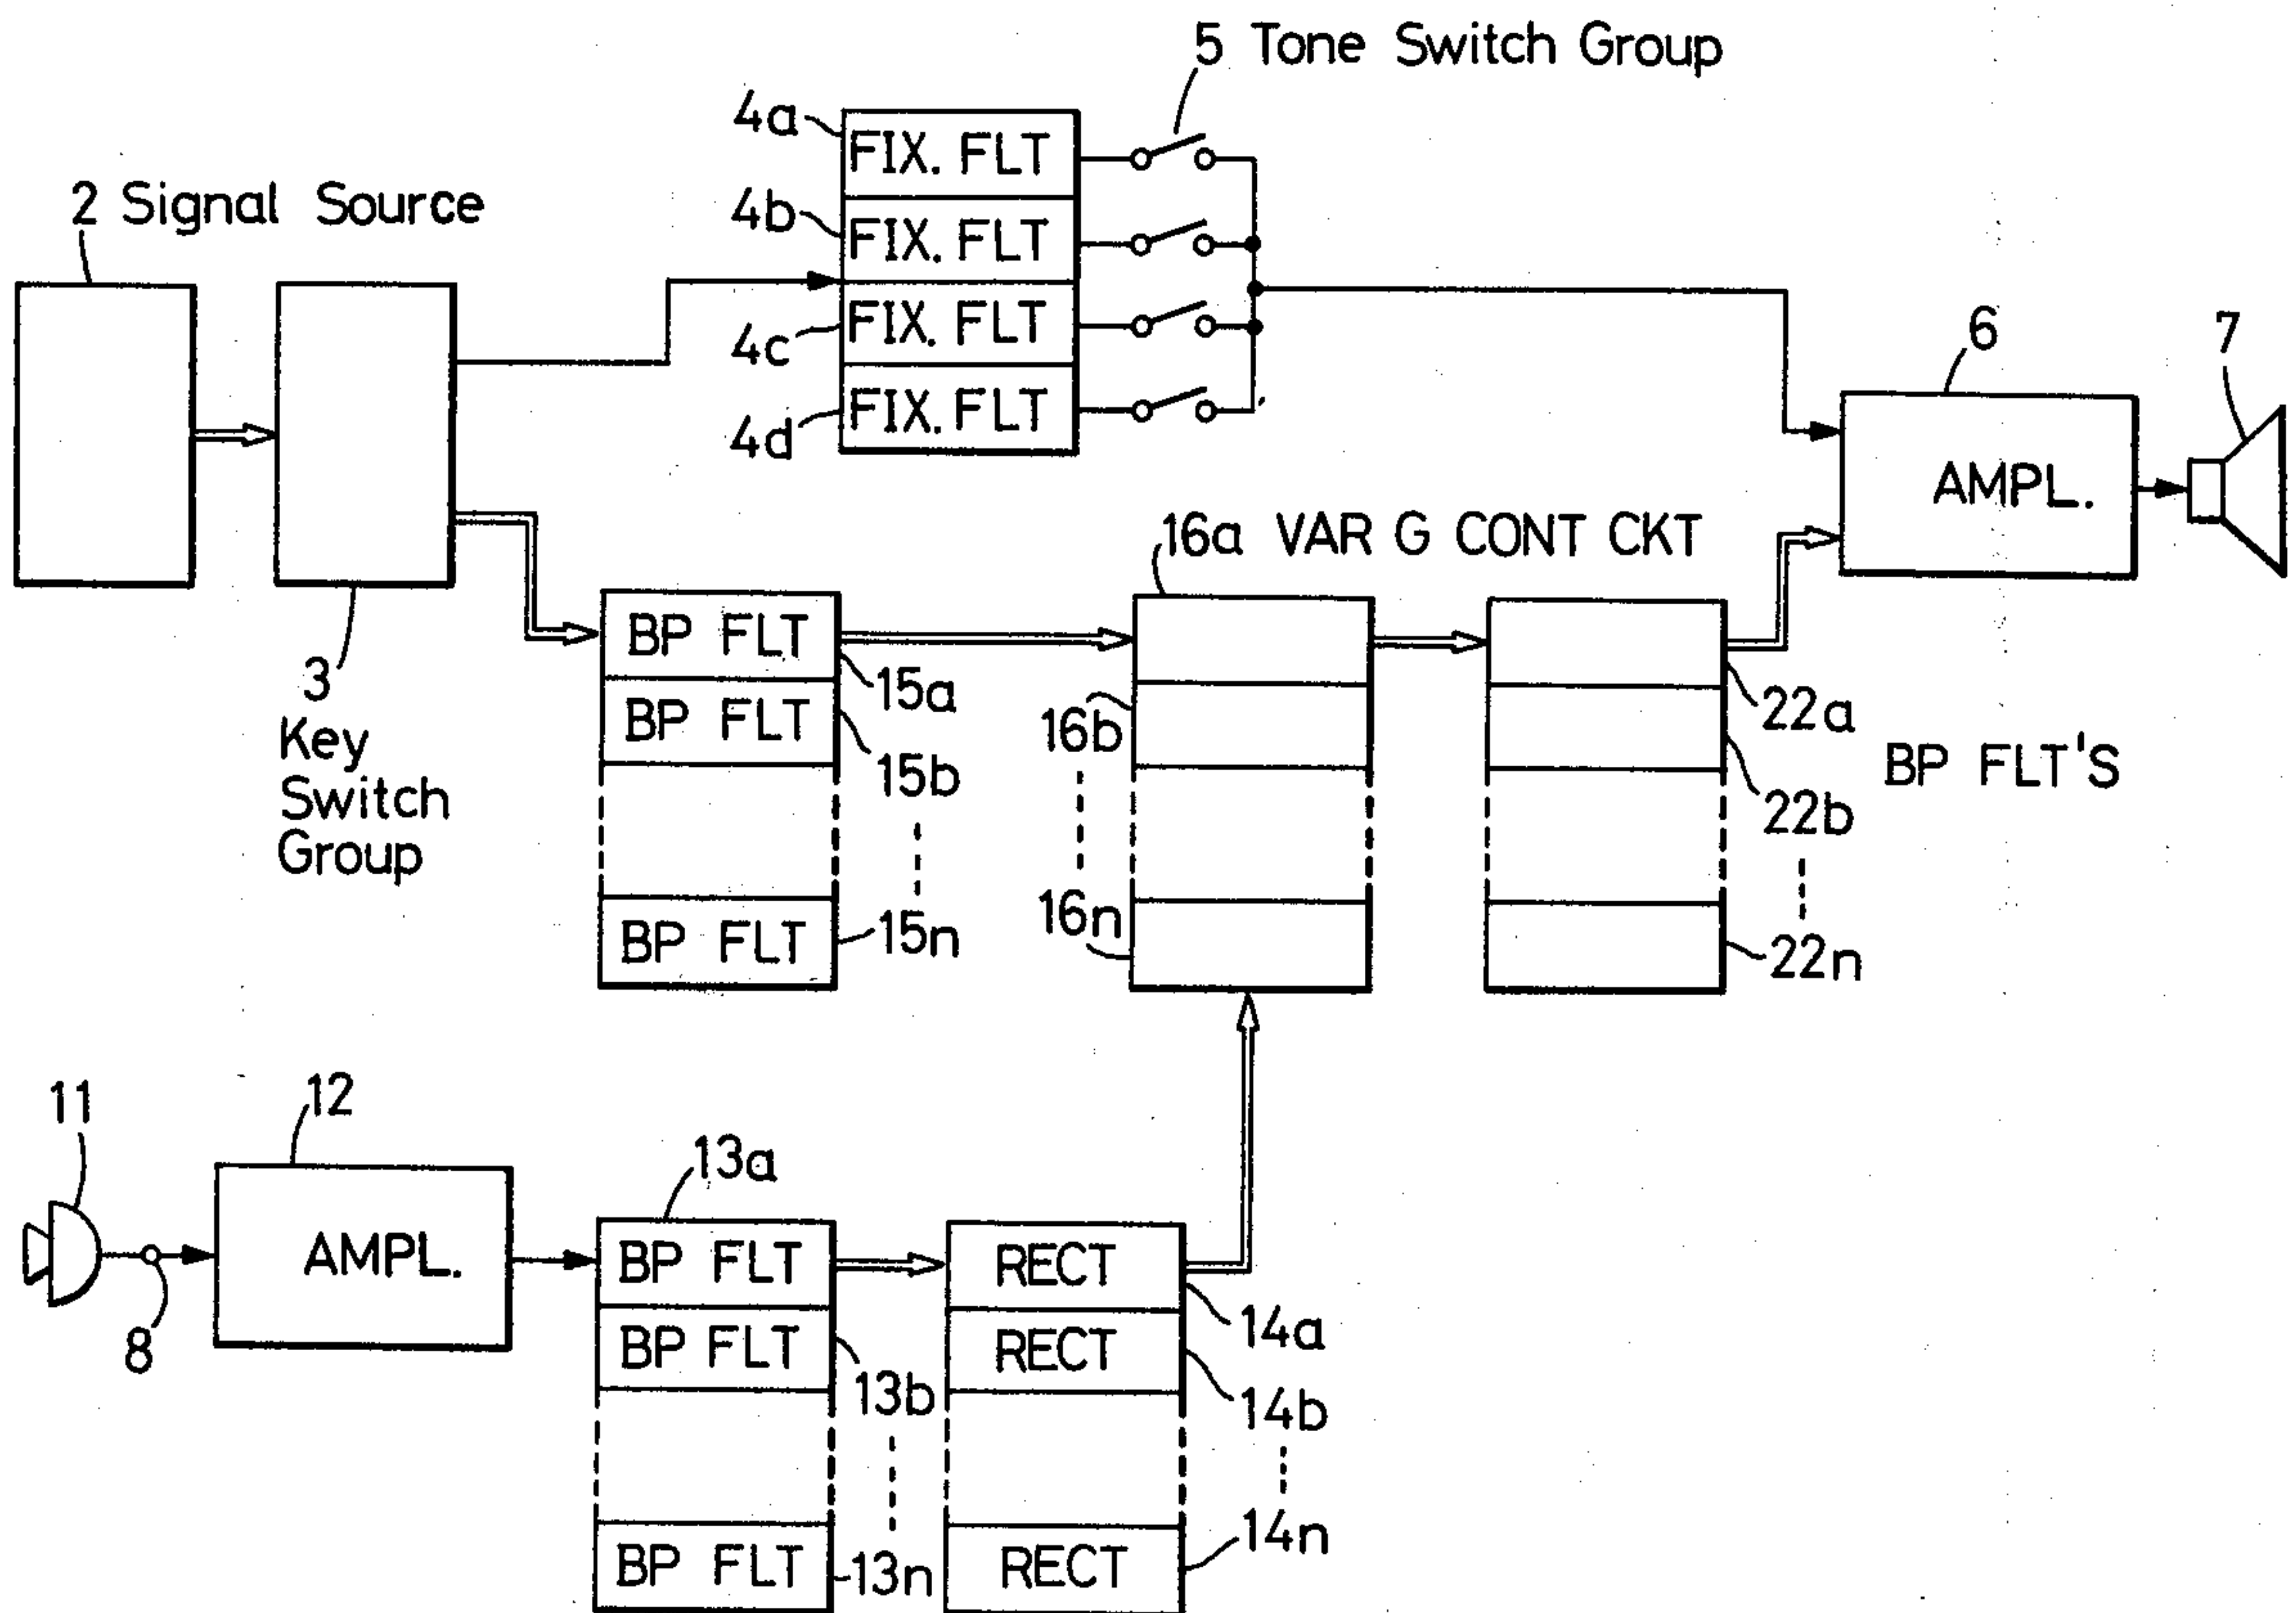 5 Tone Switch Group
4a
FIX. FLT
2 Signal Source
4b
FIX. FLT
4c
FIX. FLT
4d
FIX. FLT
6
7
AMPL.
16a VAR G CONT CKT
3
Key
Switch
Group
BP FLT
15a
BP FLT
15b
BP FLT
15n
16b
16n
22a
22b
22n
BP FLT'S
11
12
AMPL.
8
13a
BP FLT
BP FLT
13b
BP FLT
13n
RECT
14a
RECT
14b
RECT
14n